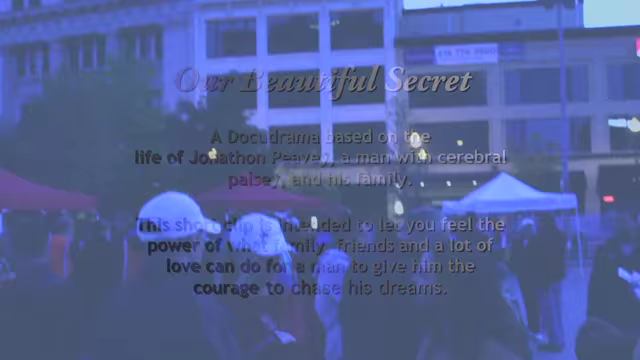 Our Beautiful Secret
A Docudrama based on the
life of Jonathon Peavey, a man with cerebral
palsey, and his family.
This short clip is intended to let you feel the
power of what family, friends and a lot of
love can do for a man to give him the
courage to chase his dreams.